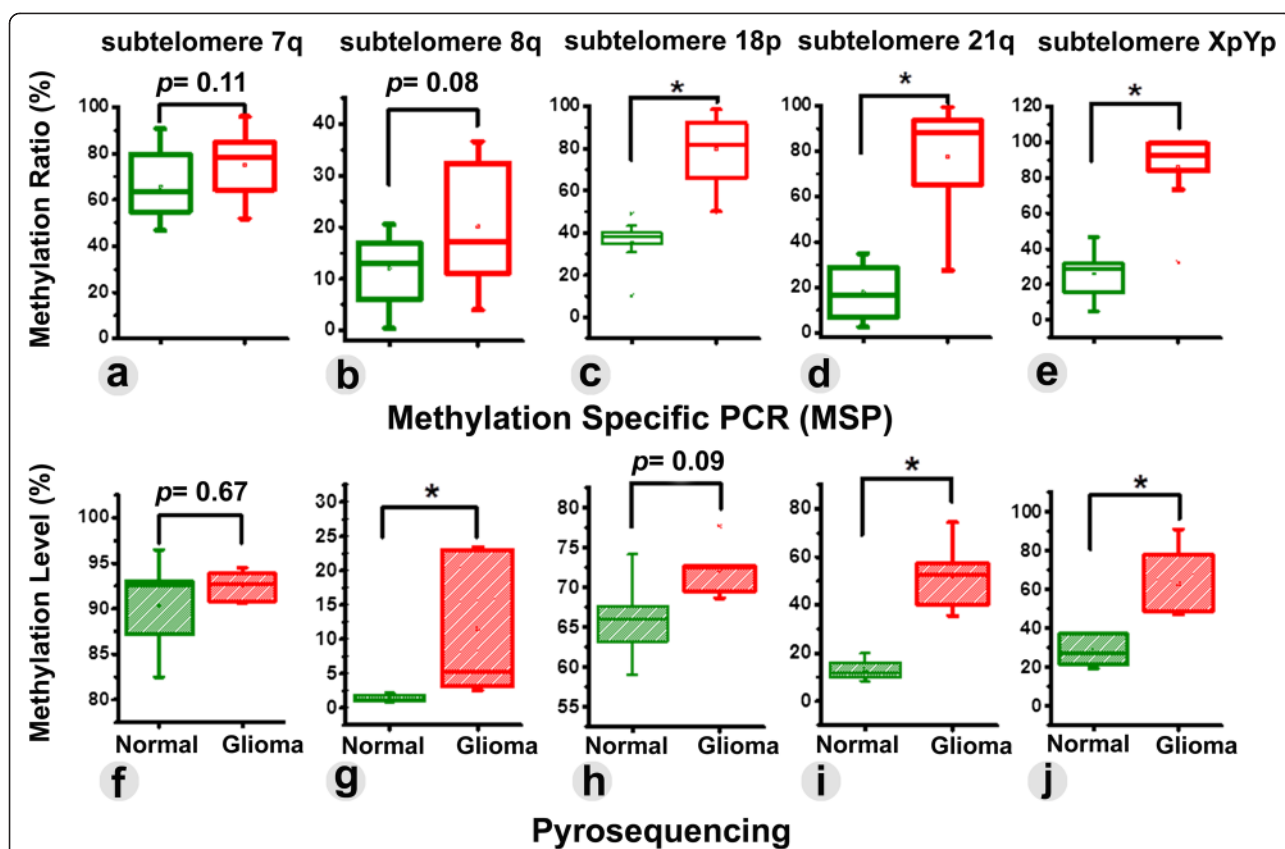 subtelomere 7q subtelomere 8q subtelomere 18p subtelomere 21q subtelomere XpYp
p= 0.11 p= 0.08 * * *
Methylation Ratio (%)
100 80 60 40 20 0
40 30 20 10 0
100 80 60 40 20 0
100 80 60 40 20 0
120 100 80 60 40 20 0
a b c d e
Methylation Specific PCR (MSP)
p= 0.67 * p= 0.09 * *
Methylation Level (%)
100 95 90 85 80
30 25 20 15 10 5 0
80 75 70 65 60 55
80 60 40 20 0
100 80 60 40 20 0
Normal Glioma Normal Glioma Normal Glioma Normal Glioma Normal Glioma
f g h i j
Pyrosequencing